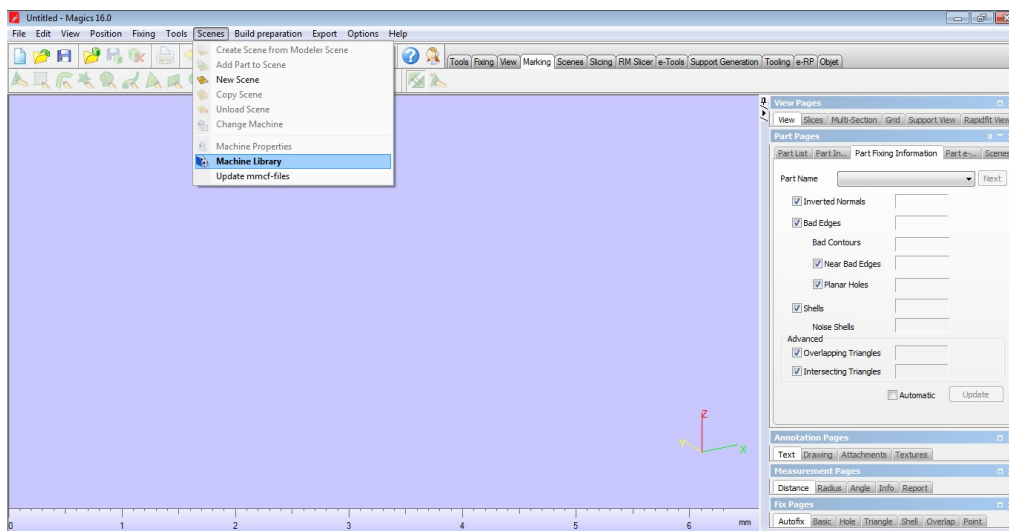 Untitled - Magics 16.0
File Edit View Position Fixing Tools Scenes Build preparation Export Options Help
Tools Fixing View Marking Scenes Slicing RM Slicer e-Tools Support Generation Tooling e-RP Objet
Create Scene from Modeler Scene
Add Part to Scene
New Scene
Copy Scene
Unload Scene
Change Machine
Machine Properties
Machine Library
Update mmcf-files
View Pages
View Slices Multi-Section Grid Support View Rapidfit View
Part Pages
Part List Part In... Part Fixing Information Part e-... Scenes
Part Name Next
Inverted Normals
Bad Edges
Bad Contours
Near Bad Edges
Planar Holes
Shells
Noise Shells
Advanced
Overlapping Triangles
Intersecting Triangles
Automatic Update
Z
Y X
Annotation Pages
Text Drawing Attachments Textures
Measurement Pages
Distance Radius Angle Info Report
Fix Pages
Autofix Basic Hole Triangle Shell Overlap Point
0 1 2 3 4 5 6 mm